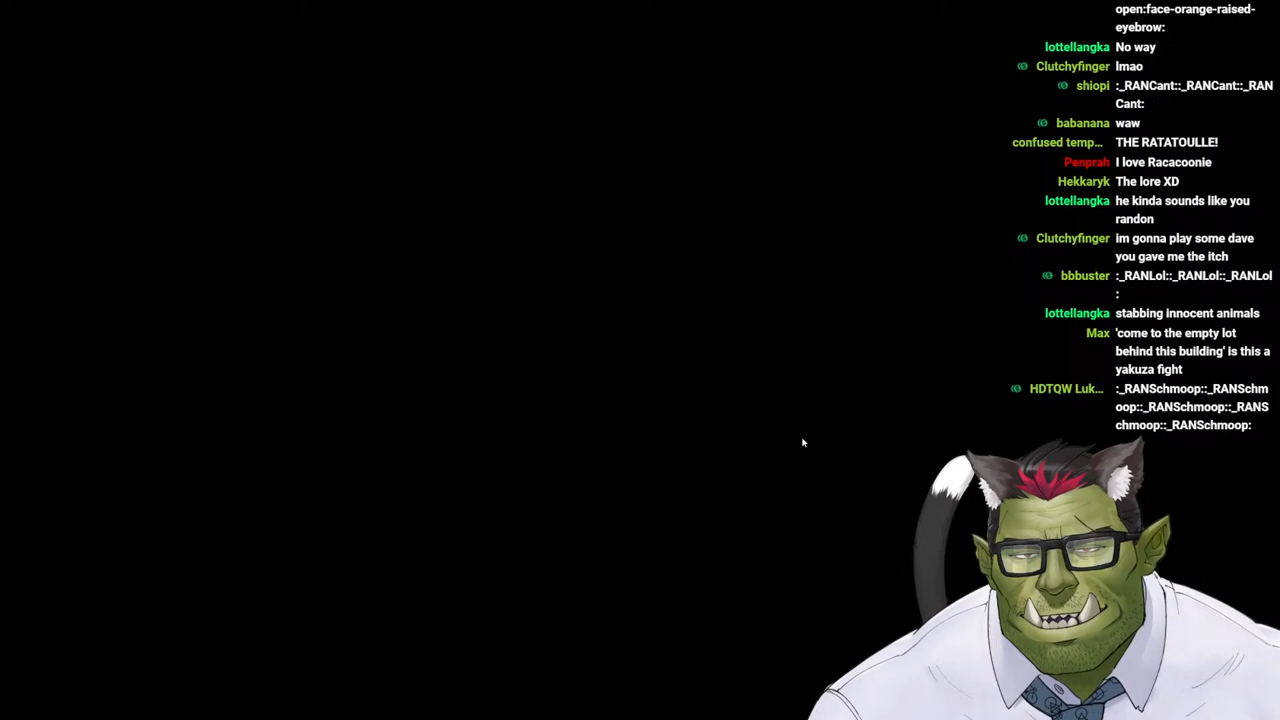 open:face-orange-raised-
eyebrow:
lottellangka No way
Clutchyfinger lmao
shiopi :_RANCant::_RANCant::_RAN
Cant:
babanana waw
confused temp… THE RATATOULLE!
Penprah I love Racacoonie
Hekkaryk The lore XD
lottellangka he kinda sounds like you
randon
Clutchyfinger im gonna play some dave
you gave me the itch
bbbuster :_RANLol::_RANLol::_RANLol
:
lottellangka stabbing innocent animals
Max 'come to the empty lot
behind this building' is this a
yakuza fight
HDTQW Luk… :_RANSchmoop::_RANSchm
oop::_RANSchmoop::_RANS
chmoop::_RANSchmoop: